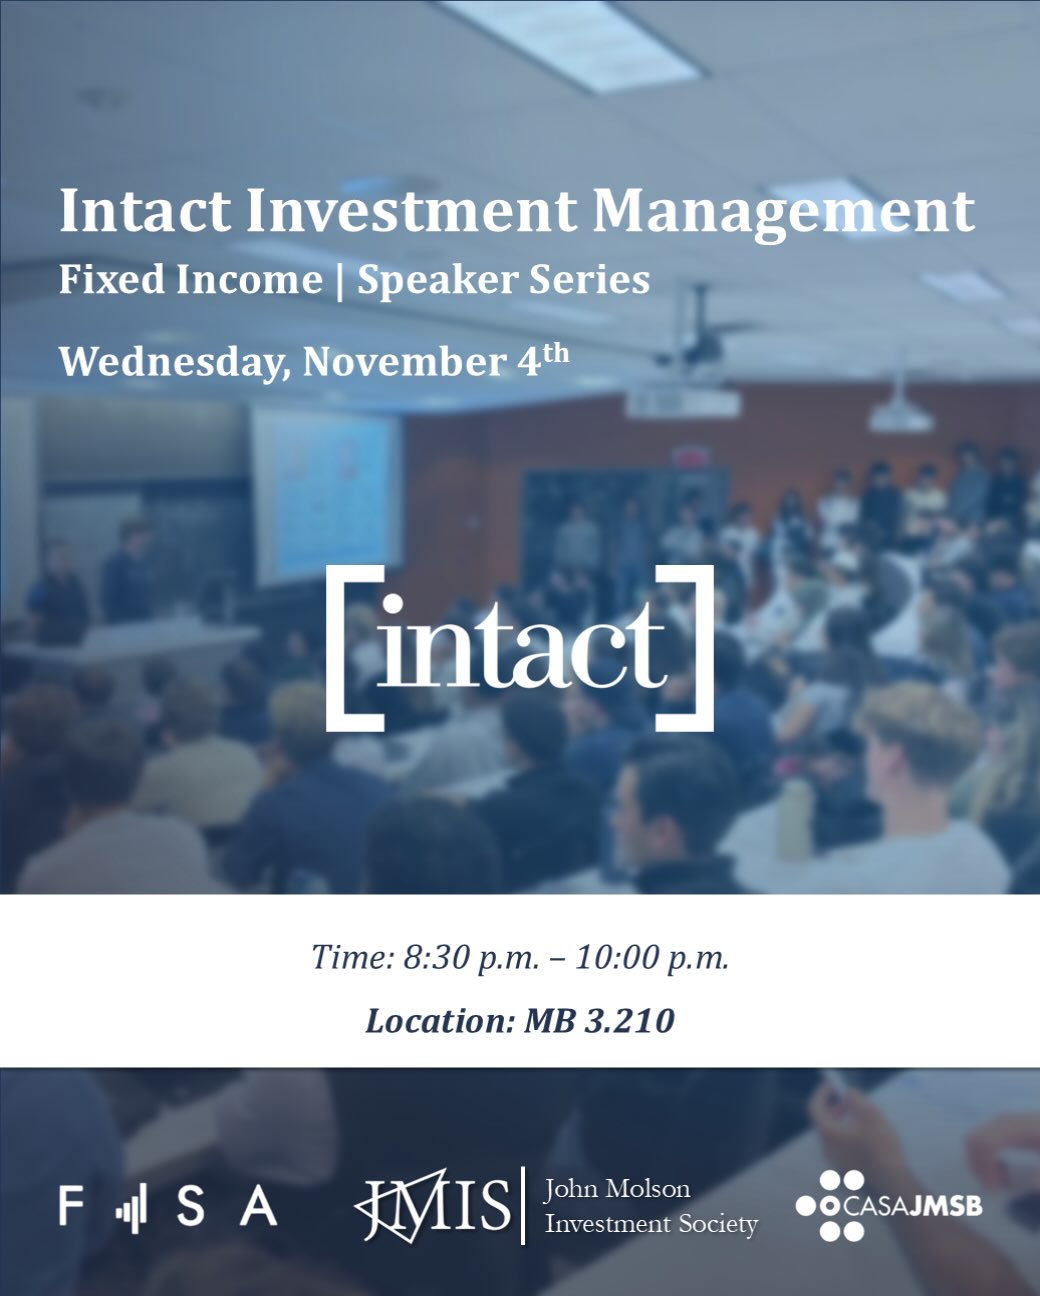 Intact Investment Management
Fixed Income | Speaker Series
Wednesday, November 4th
[intact]
Time: 8:30 p.m. – 10:00 p.m.
Location: MB 3.210
FISA
JMIS
John Molson
Investment Society
CASAJMSB